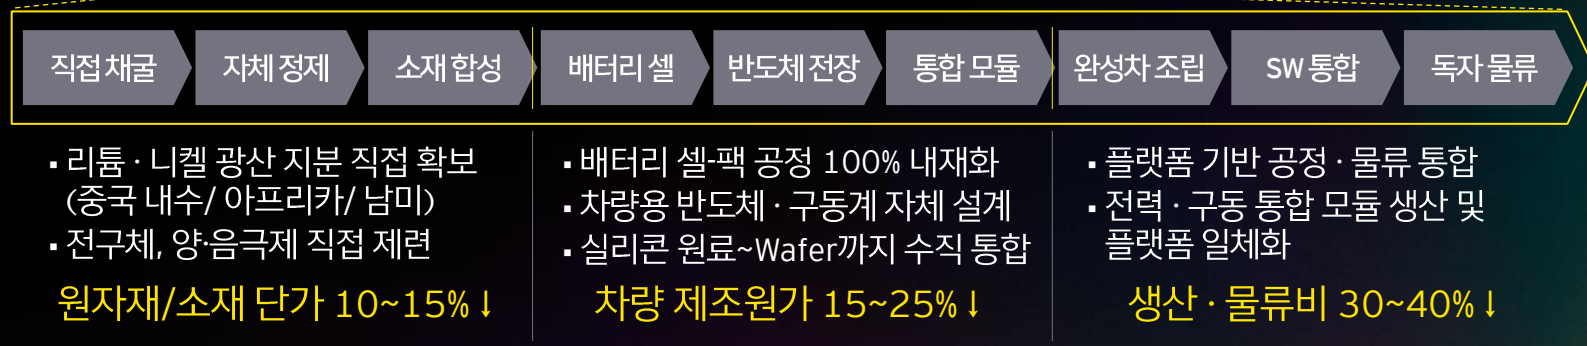 직접 채굴
자체 정제
소재 합성
배터리 셀
반도체 전장
통합 모듈
완성차 조립
SW 통합
독자 물류
▪ 리튬 · 니켈 광산 지분 직접 확보
(중국 내수/ 아프리카/ 남미)
▪ 전구체, 양·음극제 직접 제련
원자재/소재 단가 10~15%↓
▪ 배터리 셀-팩 공정 100% 내재화
▪ 차량용 반도체 · 구동계 자체 설계
▪ 실리콘 원료~Wafer까지 수직 통합
차량 제조원가 15~25%↓
▪ 플랫폼 기반 공정 · 물류 통합
▪ 전력 · 구동 통합 모듈 생산 및
플랫폼 일체화
생산 · 물류비 30~40%↓